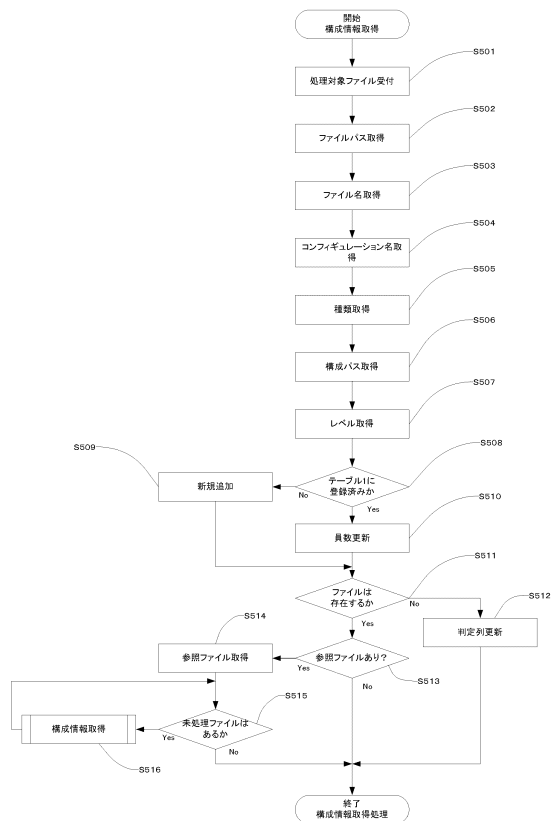 開始
構成情報取得
S501
処理対象ファイル受付
S502
ファイルパス取得
S503
ファイル名取得
S504
コンフィギュレーション名取
得
S505
種類取得
S506
構成パス取得
S507
レベル取得
S508
テーブル1に
登録済みか
No
Yes
S509
新規追加
S510
員数更新
S511
ファイルは
存在するか
No
Yes
S512
判定列更新
S513
参照ファイルあり?
Yes
No
S514
参照ファイル取得
S515
未処理ファイルは
あるか
Yes
No
構成情報取得
S516
終了
構成情報取得処理